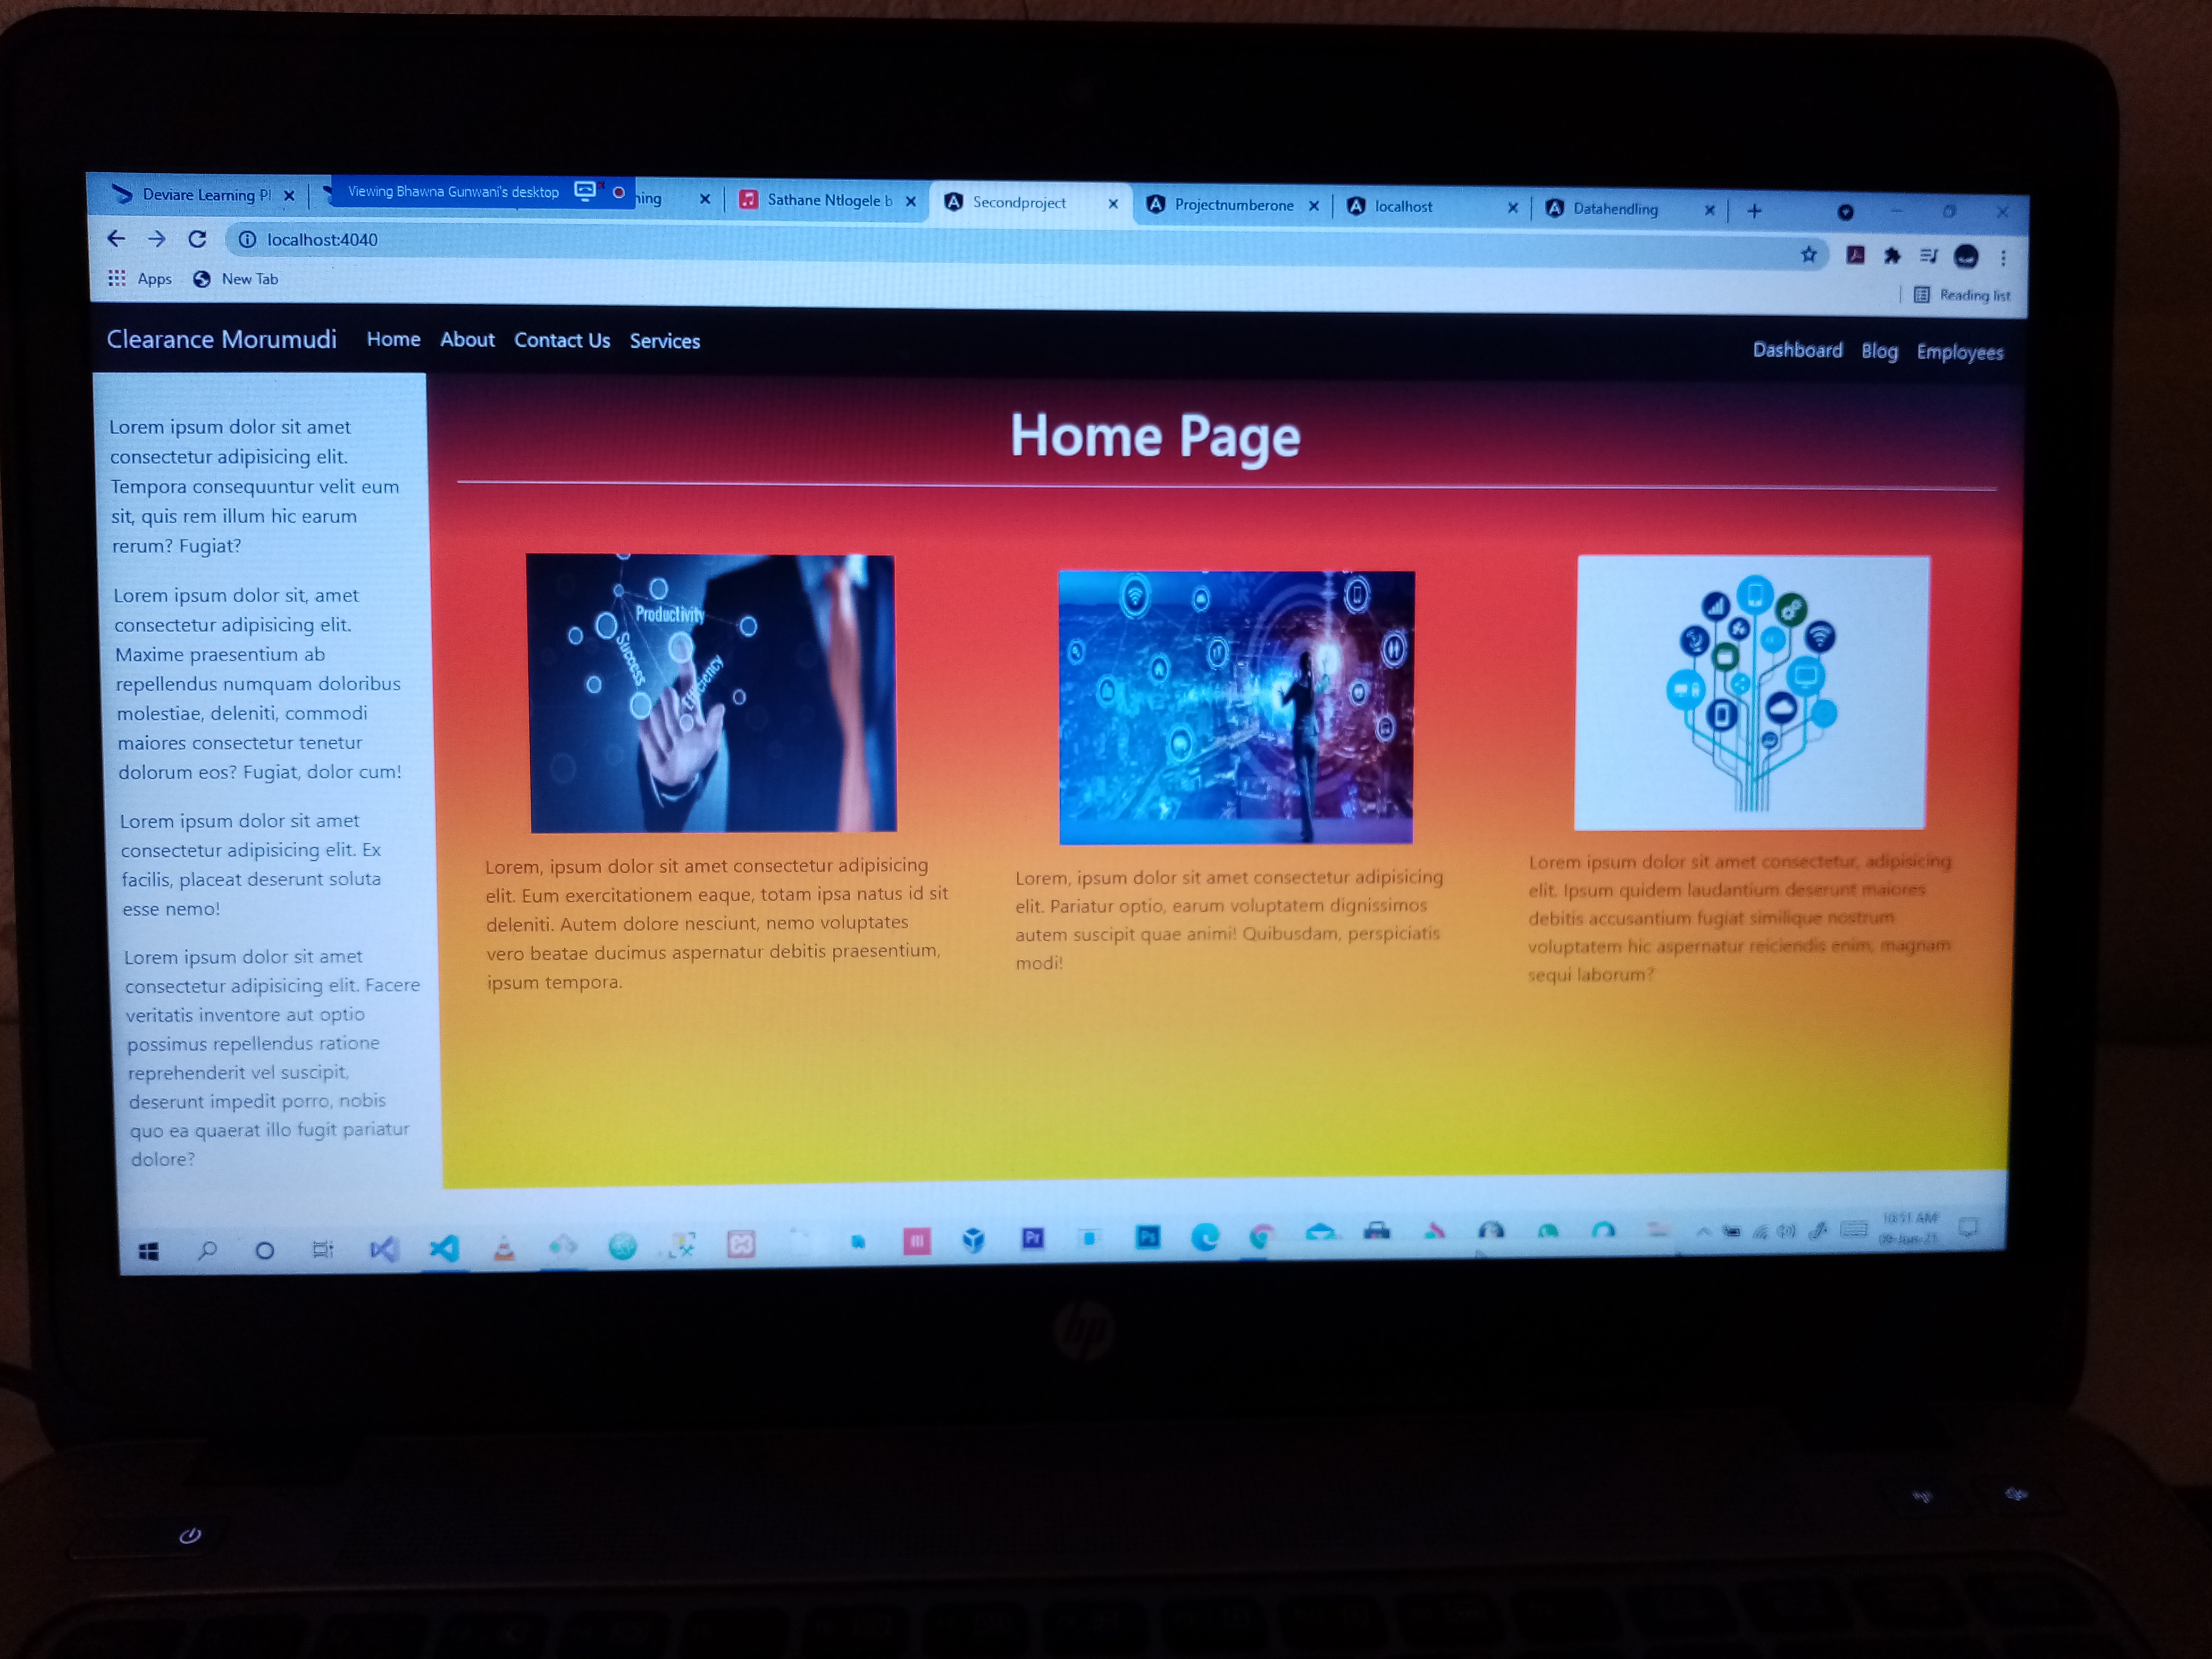 Deviare Learning Pl
Viewing Bhawna Gunwani's desktop
ning
Sathane Ntlogele b
Secondproject
Projectnumberone
localhost
Datahendling
localhost:4040
Apps
New Tab
Reading list
Clearance Morumudi
Home
About
Contact Us
Services
Dashboard
Blog
Employees
Lorem ipsum dolor sit amet
consectetur adipisicing elit.
Tempora consequuntur velit eum
sit, quis rem illum hic earum
rerum? Fugiat?
Lorem ipsum dolor sit, amet
consectetur adipisicing elit.
Maxime praesentium ab
repellendus numquam doloribus
molestiae, deleniti, commodi
maiores consectetur tenetur
dolorum eos? Fugiat, dolor cum!
Lorem ipsum dolor sit amet
consectetur adipisicing elit. Ex
facilis, placeat deserunt soluta
esse nemo!
Lorem ipsum dolor sit amet
consectetur adipisicing elit. Facere
veritatis inventore aut optio
possimus repellendus ratione
reprehenderit vel suscipit,
deserunt impedit porro, nobis
quo ea quaerat illo fugit pariatur
dolore?
Home Page
Productivity
Success
Efficiency
Lorem, ipsum dolor sit amet consectetur adipisicing
elit. Eum exercitationem eaque, totam ipsa natus id sit
deleniti. Autem dolore nesciunt, nemo voluptates
vero beatae ducimus aspernatur debitis praesentium,
ipsum tempora.
Lorem, ipsum dolor sit amet consectetur adipisicing
elit. Pariatur optio, earum voluptatem dignissimos
autem suscipit quae animi! Quibusdam, perspiciatis
modi!
Lorem ipsum dolor sit amet consectetur, adipisicing
elit. Ipsum quidem laudantium deserunt maiores
debitis accusantium fugiat similique nostrum
voluptatem hic aspernatur reiciendis enim, magnam
sequi laborum?
Pr
Ps
10:51 AM
hp